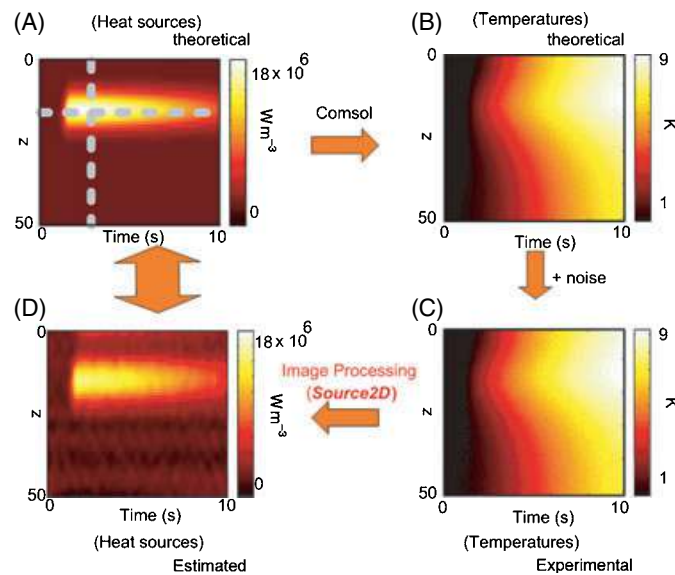 (A)
(Heat sources)
theoretical
0
z
50
0
Time (s)
10
18 x 10⁶
W m⁻³
0
Comsol
(B)
(Temperatures)
theoretical
0
z
50
0
Time (s)
10
9
K
1
+ noise
(D)
0
z
50
0
Time (s)
10
18 x 10⁶
W m⁻³
0
(Heat sources)
Estimated
Image Processing
(Source2D)
(C)
0
z
50
0
Time (s)
10
9
K
1
(Temperatures)
Experimental